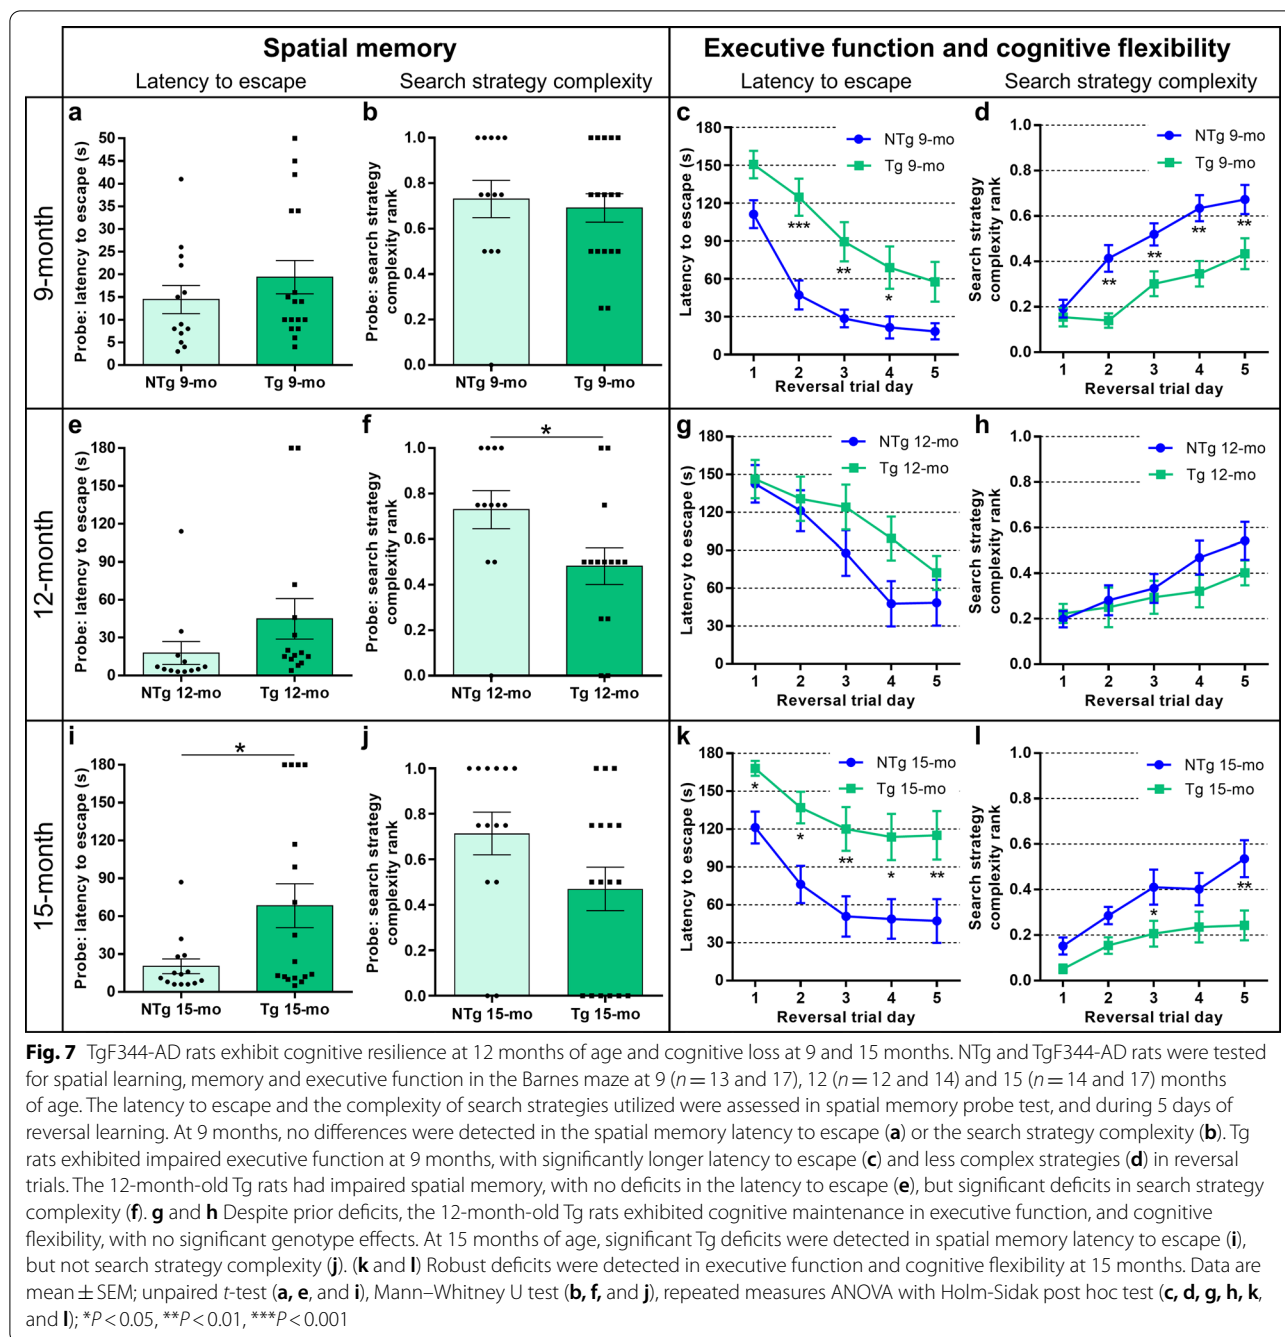 Spatial memory
Executive function and cognitive flexibility
Latency to escape
Search strategy complexity
Latency to escape
Search strategy complexity
9-month
a
Probe: latency to escape (s)
50
45
40
35
30
25
20
15
10
5
0
NTg 9-mo
Tg 9-mo
b
Probe: search strategy
complexity rank
1.0
0.8
0.6
0.4
0.2
0.0
NTg 9-mo
Tg 9-mo
c
Latency to escape (s)
180
150
120
90
60
30
0
NTg 9-mo
Tg 9-mo
***
**
*
1 2 3 4 5
Reversal trial day
d
Search strategy
complexity rank
1.0
0.8
0.6
0.4
0.2
0.0
NTg 9-mo
Tg 9-mo
**
**
**
**
1 2 3 4 5
Reversal trial day
12-month
e
Probe: latency to escape (s)
180
150
120
90
60
30
0
NTg 12-mo
Tg 12-mo
f
Probe: search strategy
complexity rank
*
1.0
0.8
0.6
0.4
0.2
0.0
NTg 12-mo
Tg 12-mo
g
Latency to escape (s)
180
150
120
90
60
30
0
NTg 12-mo
Tg 12-mo
1 2 3 4 5
Reversal trial day
h
Search strategy
complexity rank
1.0
0.8
0.6
0.4
0.2
0.0
NTg 12-mo
Tg 12-mo
1 2 3 4 5
Reversal trial day
15-month
i
Probe: latency to escape (s)
*
180
150
120
90
60
30
0
NTg 15-mo
Tg 15-mo
j
Probe: search strategy
complexity rank
1.0
0.8
0.6
0.4
0.2
0.0
NTg 15-mo
Tg 15-mo
k
Latency to escape (s)
180
150
120
90
60
30
0
NTg 15-mo
Tg 15-mo
*
*
**
*
**
1 2 3 4 5
Reversal trial day
l
Search strategy
complexity rank
1.0
0.8
0.6
0.4
0.2
0.0
NTg 15-mo
Tg 15-mo
*
**
1 2 3 4 5
Reversal trial day
Fig. 7 TgF344-AD rats exhibit cognitive resilience at 12 months of age and cognitive loss at 9 and 15 months. NTg and TgF344-AD rats were tested
for spatial learning, memory and executive function in the Barnes maze at 9 (n = 13 and 17), 12 (n = 12 and 14) and 15 (n = 14 and 17) months
of age. The latency to escape and the complexity of search strategies utilized were assessed in spatial memory probe test, and during 5 days of
reversal learning. At 9 months, no differences were detected in the spatial memory latency to escape (a) or the search strategy complexity (b). Tg
rats exhibited impaired executive function at 9 months, with significantly longer latency to escape (c) and less complex strategies (d) in reversal
trials. The 12-month-old Tg rats had impaired spatial memory, with no deficits in the latency to escape (e), but significant deficits in search strategy
complexity (f). g and h Despite prior deficits, the 12-month-old Tg rats exhibited cognitive maintenance in executive function, and cognitive
flexibility, with no significant genotype effects. At 15 months of age, significant Tg deficits were detected in spatial memory latency to escape (i),
but not search strategy complexity (j). (k and l) Robust deficits were detected in executive function and cognitive flexibility at 15 months. Data are
mean ± SEM; unpaired t-test (a, e, and i), Mann–Whitney U test (b, f, and j), repeated measures ANOVA with Holm-Sidak post hoc test (c, d, g, h, k,
and l); *P < 0.05, **P < 0.01, ***P < 0.001